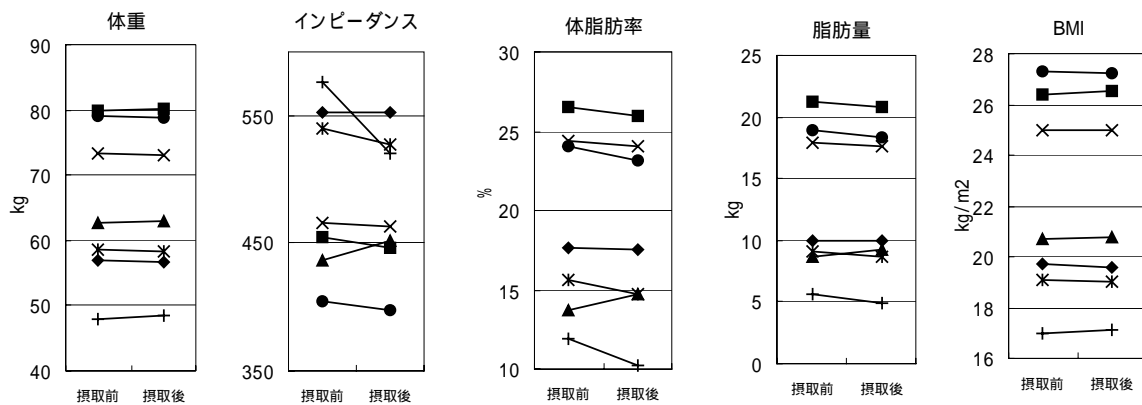 体重
90
80
70
60
50
40
kg
摂取前 摂取後
インピーダンス
550
450
350
摂取前 摂取後
体脂肪率
30
25
20
15
10
%
摂取前 摂取後
脂肪量
25
20
15
10
5
0
kg
摂取前 摂取後
BMI
28
26
24
22
20
18
16
kg/m2
摂取前 摂取後